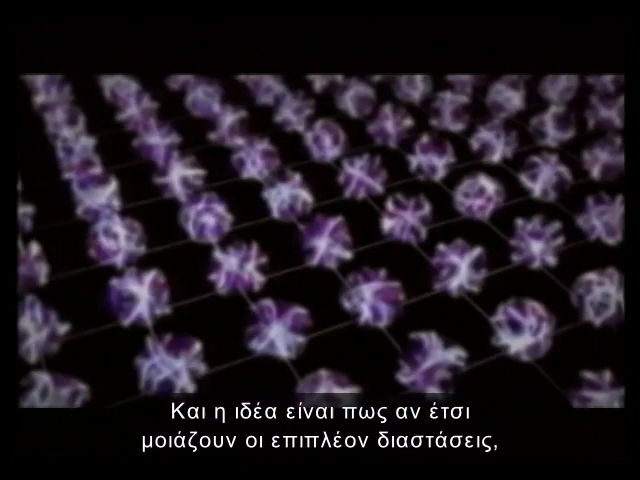 Και η ιδέα είναι πως αν έτσι
μοιάζουν οι επιπλέον διαστάσεις,